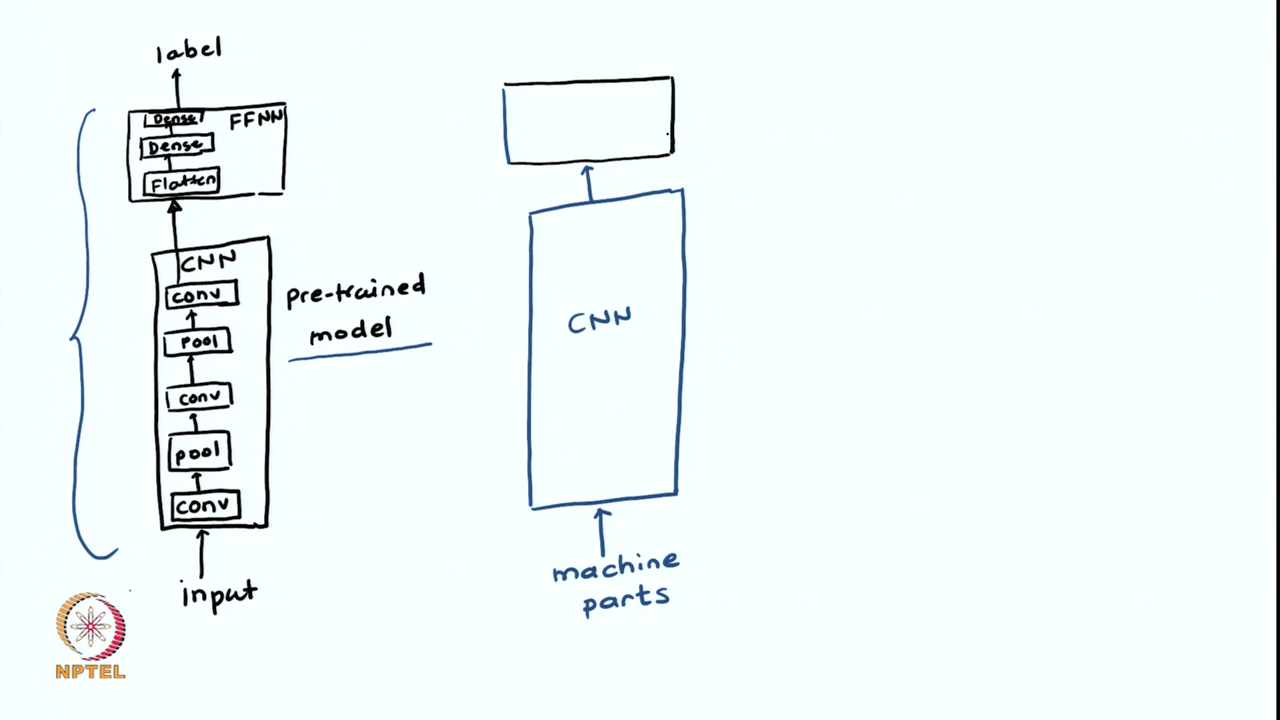 label
Dense
FFNN
Dense
Flatten
CNN
conv
pool
conv
pool
conv
input
pre-trained
model
CNN
machine
parts
NPTEL